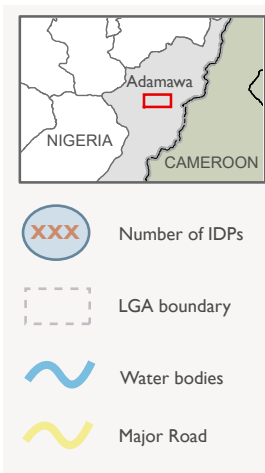 Adamawa
NIGERIA
CAMEROON
XXX
Number of IDPs
LGA boundary
Water bodies
Major Road